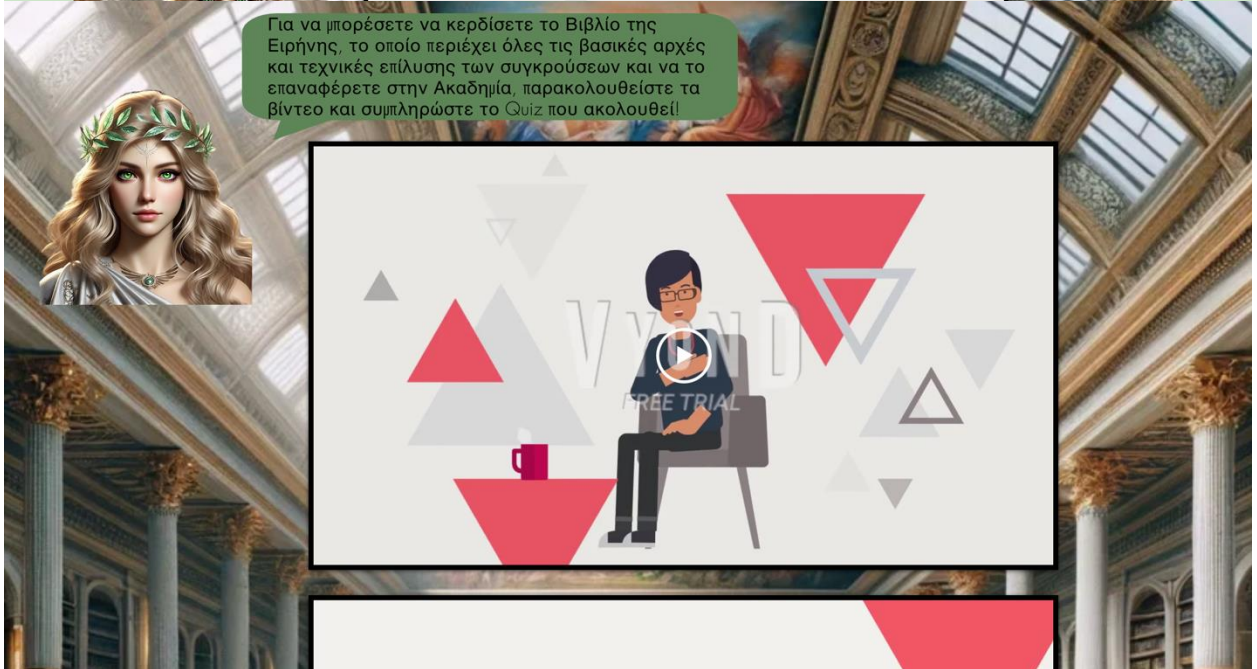 Για να μπορέσετε να κερδίσετε το Βιβλίο της
Ειρήνης, το οποίο περιέχει όλες τις βασικές αρχές
και τεχνικές επίλυσης των συγκρούσεων και να το
επαναφέρετε στην Ακαδημία, παρακολουθείστε τα
βίντεο και συμπληρώστε το Quiz που ακολουθεί!
VYOND
FREE TRIAL